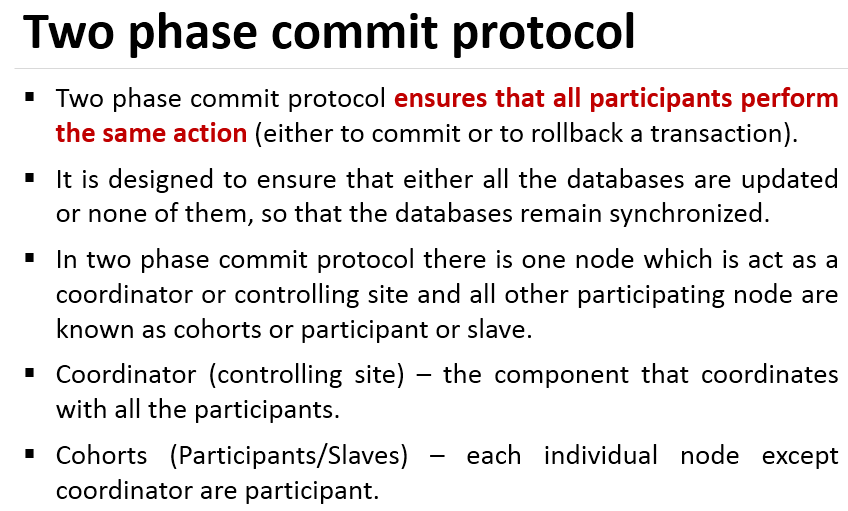 Two phase commit protocol
▪ Two phase commit protocol ensures that all participants perform
the same action (either to commit or to rollback a transaction).
▪ It is designed to ensure that either all the databases are updated
or none of them, so that the databases remain synchronized.
▪ In two phase commit protocol there is one node which is act as a
coordinator or controlling site and all other participating node are
known as cohorts or participant or slave.
▪ Coordinator (controlling site) – the component that coordinates
with all the participants.
▪ Cohorts (Participants/Slaves) – each individual node except
coordinator are participant.